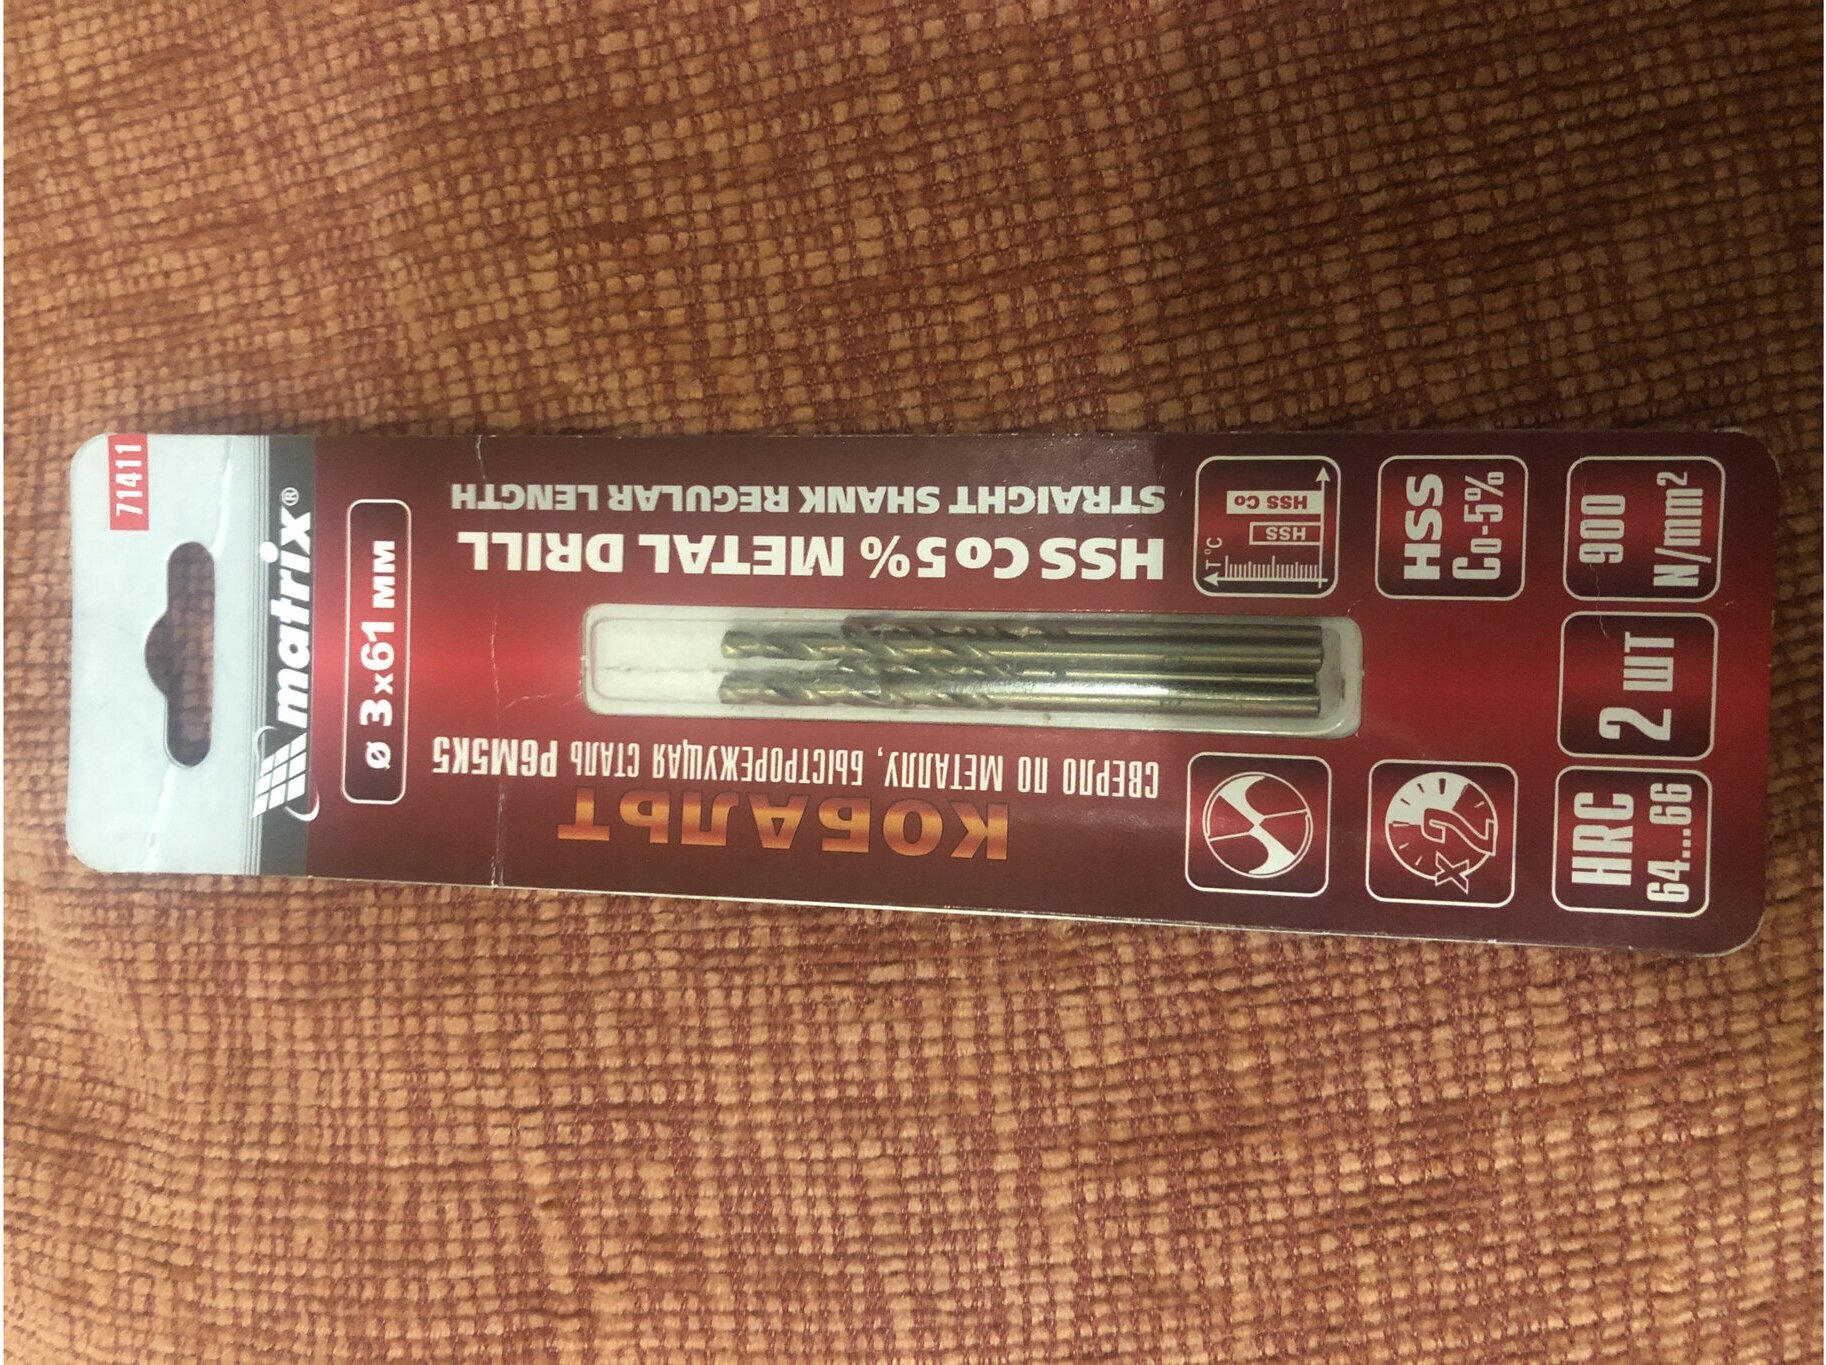 71411
matrix®
ø 3x61 мм
КОБАЛЬТ
СВЕРЛО ПО МЕТАЛЛУ, БЫСТРОРЕЖУЩАЯ СТАЛЬ Р6М5К5
HSS Co 5% METAL DRILL
STRAIGHT SHANK REGULAR LENGTH
T°C
HSS
HSS Co
x2
HSS
Co-5%
HRC
64...66
2 ШТ
900
N/mm²